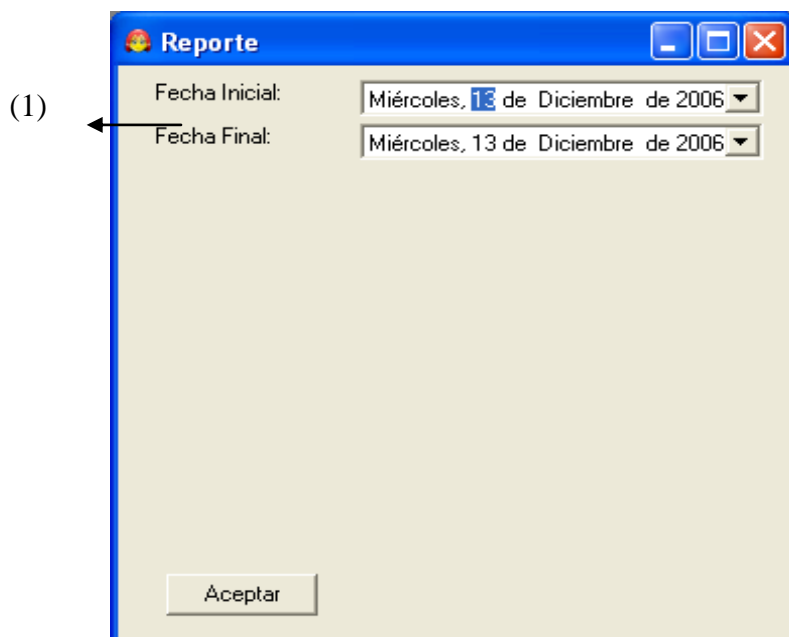 Reporte
Fecha Inicial: Miércoles, 13 de Diciembre de 2006
(1)
Fecha Final: Miércoles, 13 de Diciembre de 2006
Aceptar